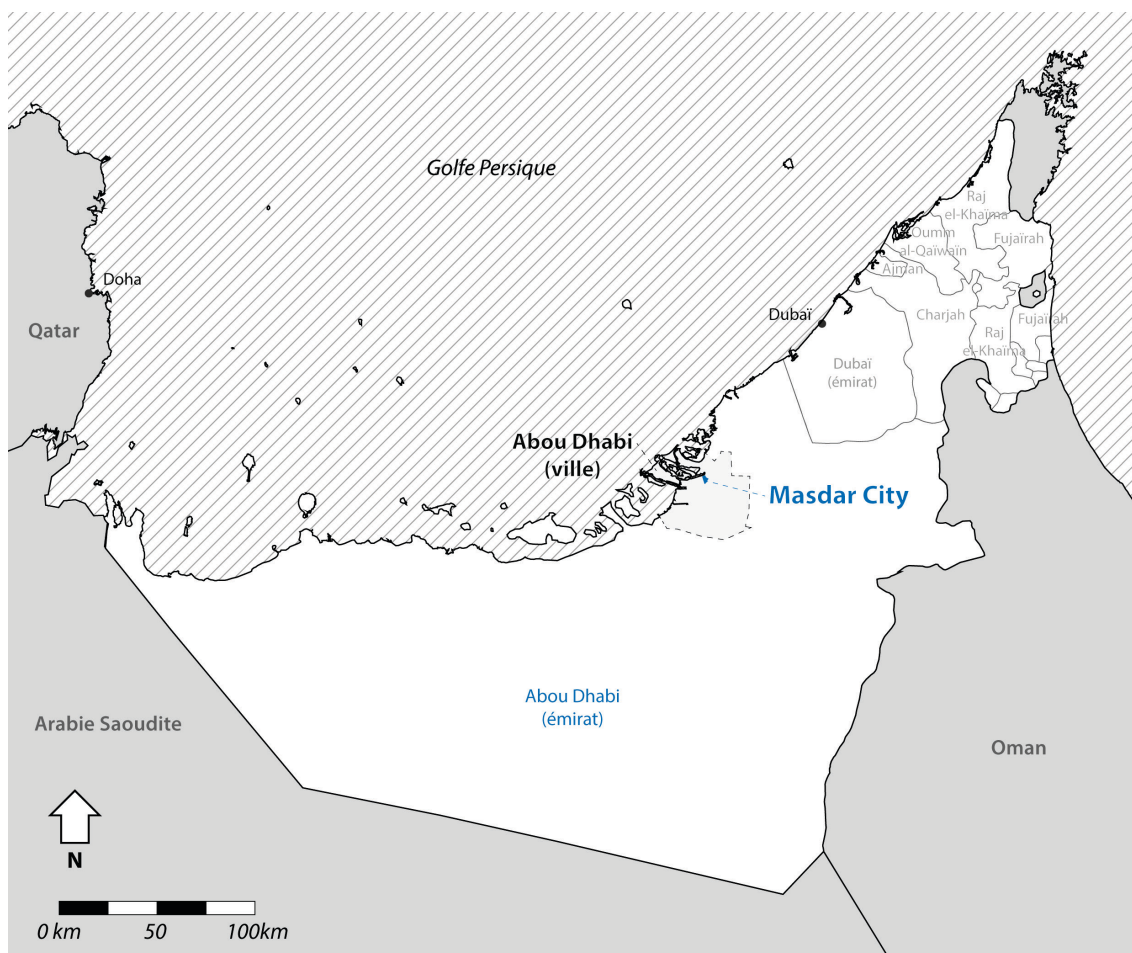 Golfe Persique
Raj
el-Khaïma
Oumm
al-Qaïwaïn
Fujaïrah
Ajman
Doha
Qatar
Dubaï
Charjah
Fujaïrah
Raj
el-Khaïma
Dubaï
(émirat)
Abou Dhabi
(ville)
Masdar City
Abou Dhabi
(émirat)
Arabie Saoudite
Oman
N
0 km
50
100km